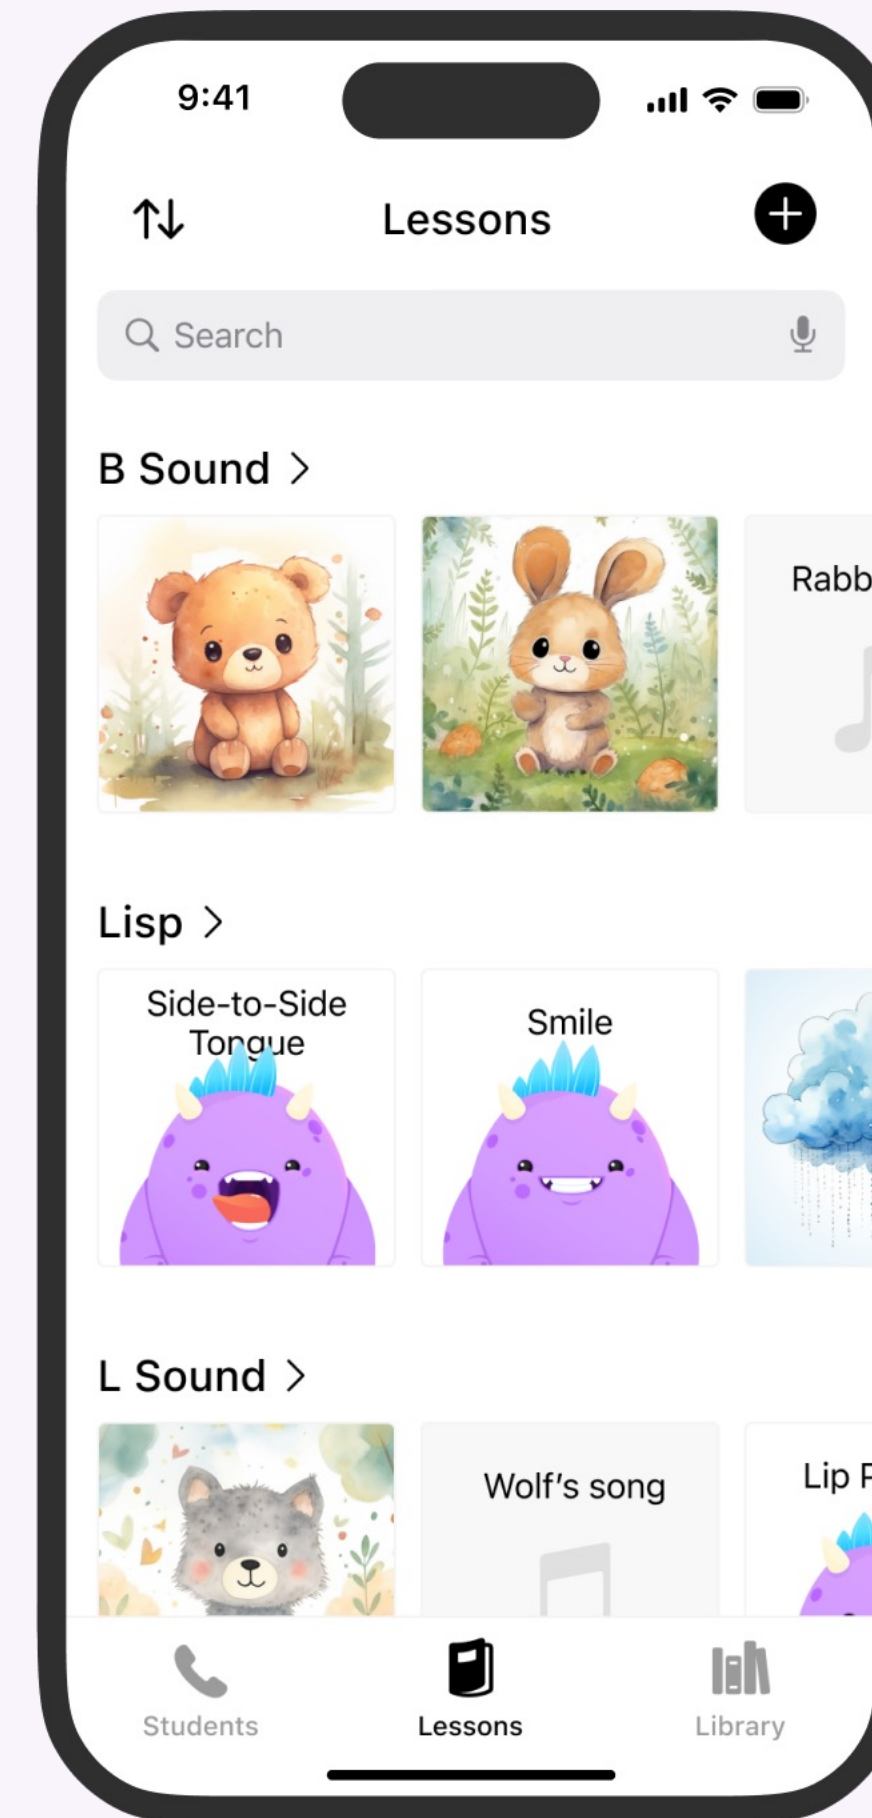 9:41
Lessons
Search
B Sound
Rabb
Lisp
Side-to-Side
Tongue
Smile
L Sound
Wolf's song
Lip P
Students
Lessons
Library